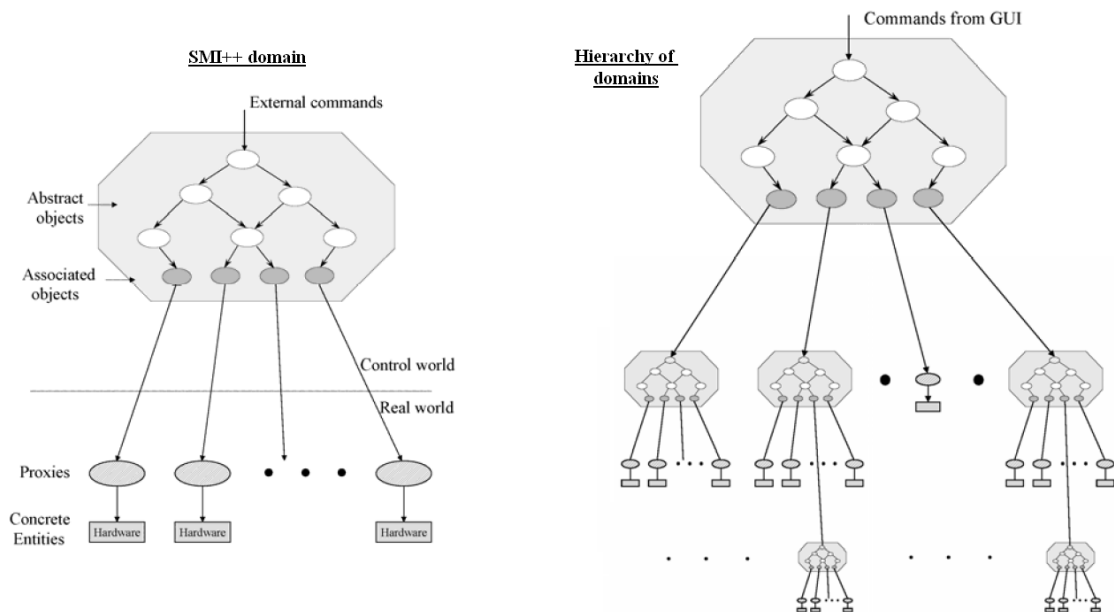 SMI++ domain
External commands
Abstract
objects
Associated
objects
Control world
Real world
Proxies
Concrete
Entities
Hardware
Hardware
Hardware
Commands from GUI
Hierarchy of
domains